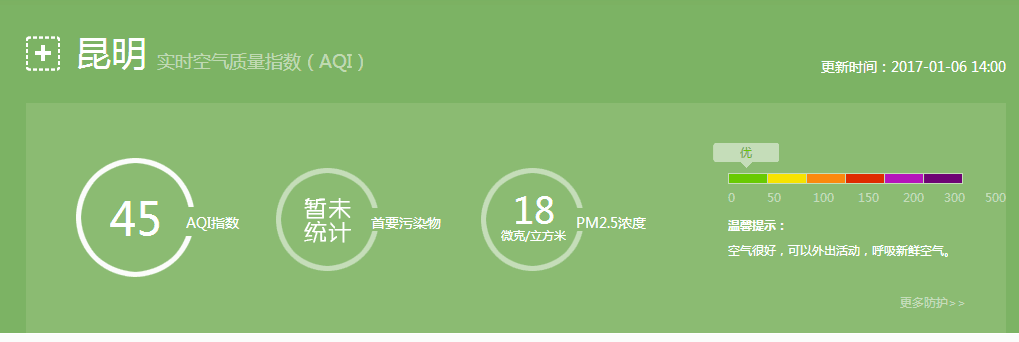 昆明 实时空气质量指数（AQI）
更新时间：2017-01-06 14:00
45 AQI指数
暂未
统计
首要污染物
18
微克/立方米
PM2.5浓度
优
0 50 100 150 200 300 500
温馨提示：
空气很好，可以外出活动，呼吸新鲜空气。
更多防护>>